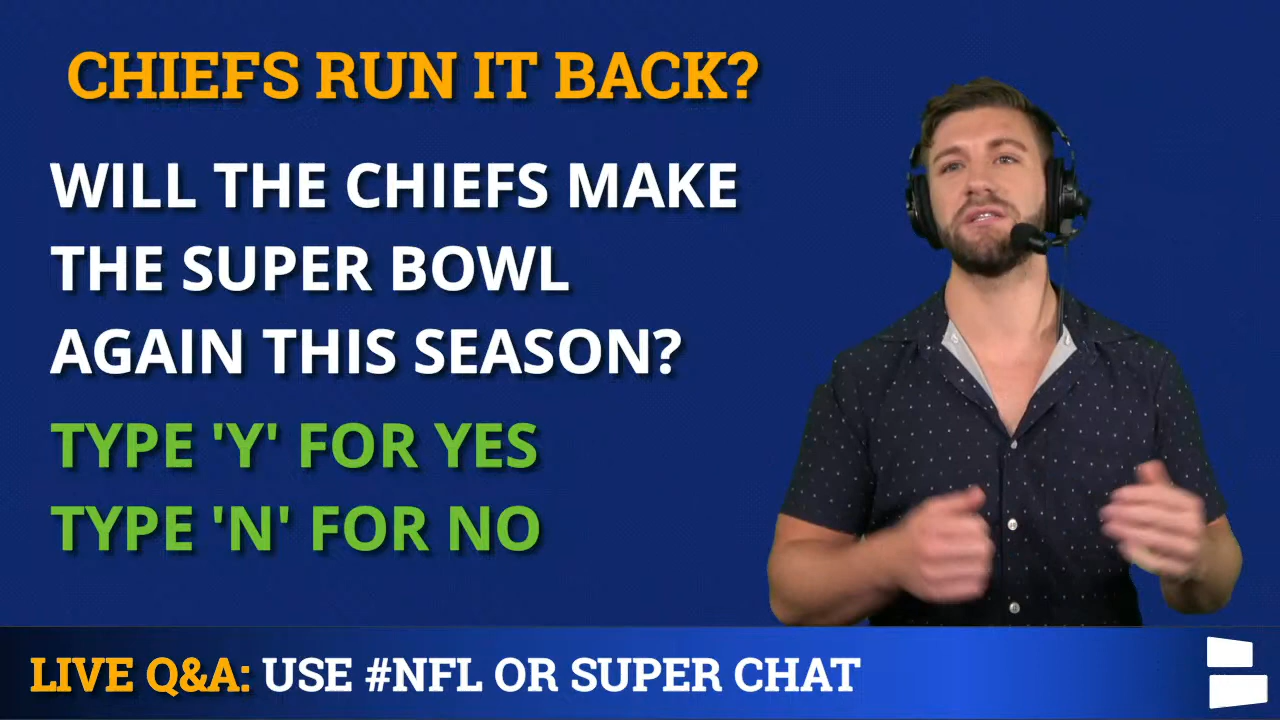 CHIEFS RUN IT BACK?
WILL THE CHIEFS MAKE
THE SUPER BOWL
AGAIN THIS SEASON?
TYPE 'Y' FOR YES
TYPE 'N' FOR NO
LIVE Q&A: USE #NFL OR SUPER CHAT